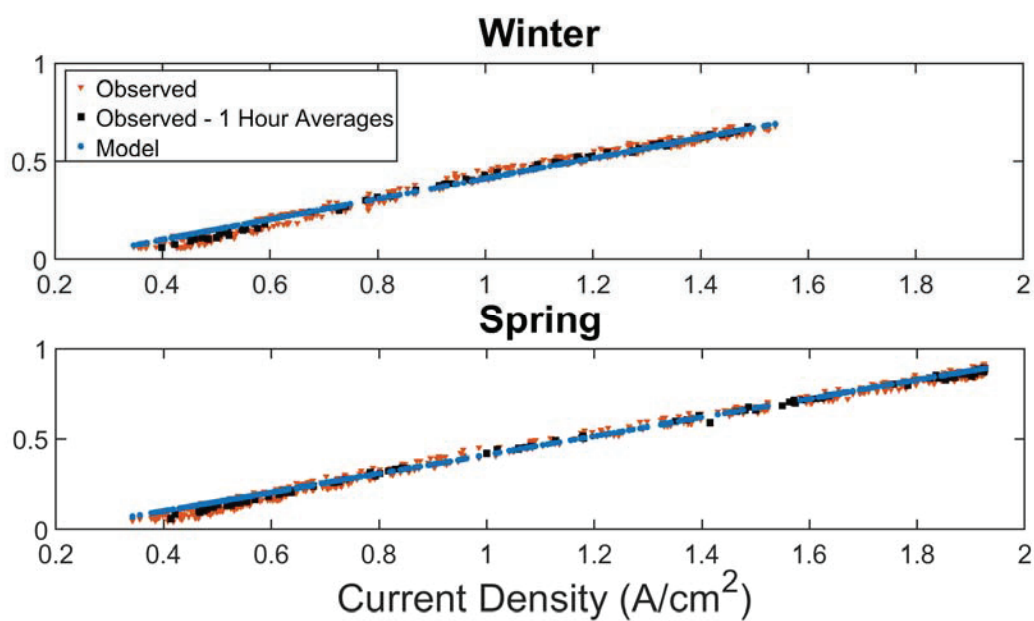 Winter
1
0.5
0
Observed
Observed - 1 Hour Averages
Model
0.2 0.4 0.6 0.8 1 1.2 1.4 1.6 1.8 2
Spring
1
0.5
0
0.2 0.4 0.6 0.8 1 1.2 1.4 1.6 1.8 2
Current Density (A/cm²)